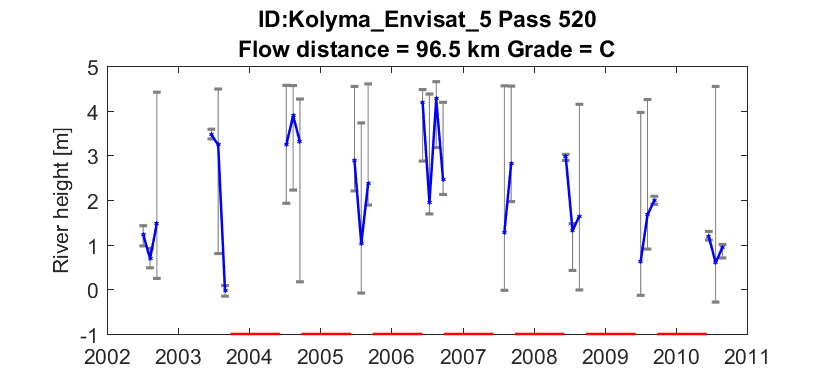 ID:Kolyma_Envisat_5 Pass 520
Flow distance = 96.5 km Grade = C
River height [m]
5
4
3
2
1
0
-1
2002 2003 2004 2005 2006 2007 2008 2009 2010 2011